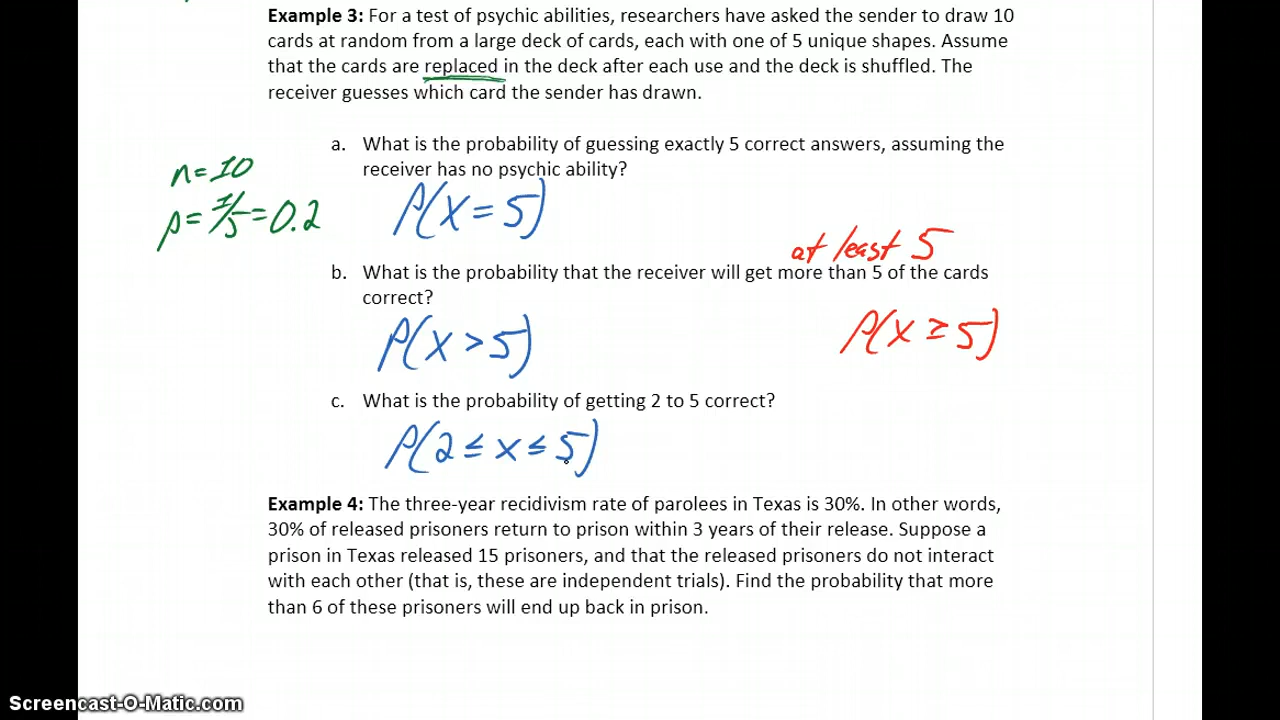 Example 3: For a test of psychic abilities, researchers have asked the sender to draw 10
cards at random from a large deck of cards, each with one of 5 unique shapes. Assume
that the cards are replaced in the deck after each use and the deck is shuffled. The
receiver guesses which card the sender has drawn.
a. What is the probability of guessing exactly 5 correct answers, assuming the
receiver has no psychic ability?
n=10
p=1/5=0.2
P(X=5)
at least 5
b. What is the probability that the receiver will get more than 5 of the cards
correct?
P(X>5)
P(X≥5)
c. What is the probability of getting 2 to 5 correct?
P(2≤X≤5)
Example 4: The three-year recidivism rate of parolees in Texas is 30%. In other words,
30% of released prisoners return to prison within 3 years of their release. Suppose a
prison in Texas released 15 prisoners, and that the released prisoners do not interact
with each other (that is, these are independent trials). Find the probability that more
than 6 of these prisoners will end up back in prison.
Screencast-O-Matic.com